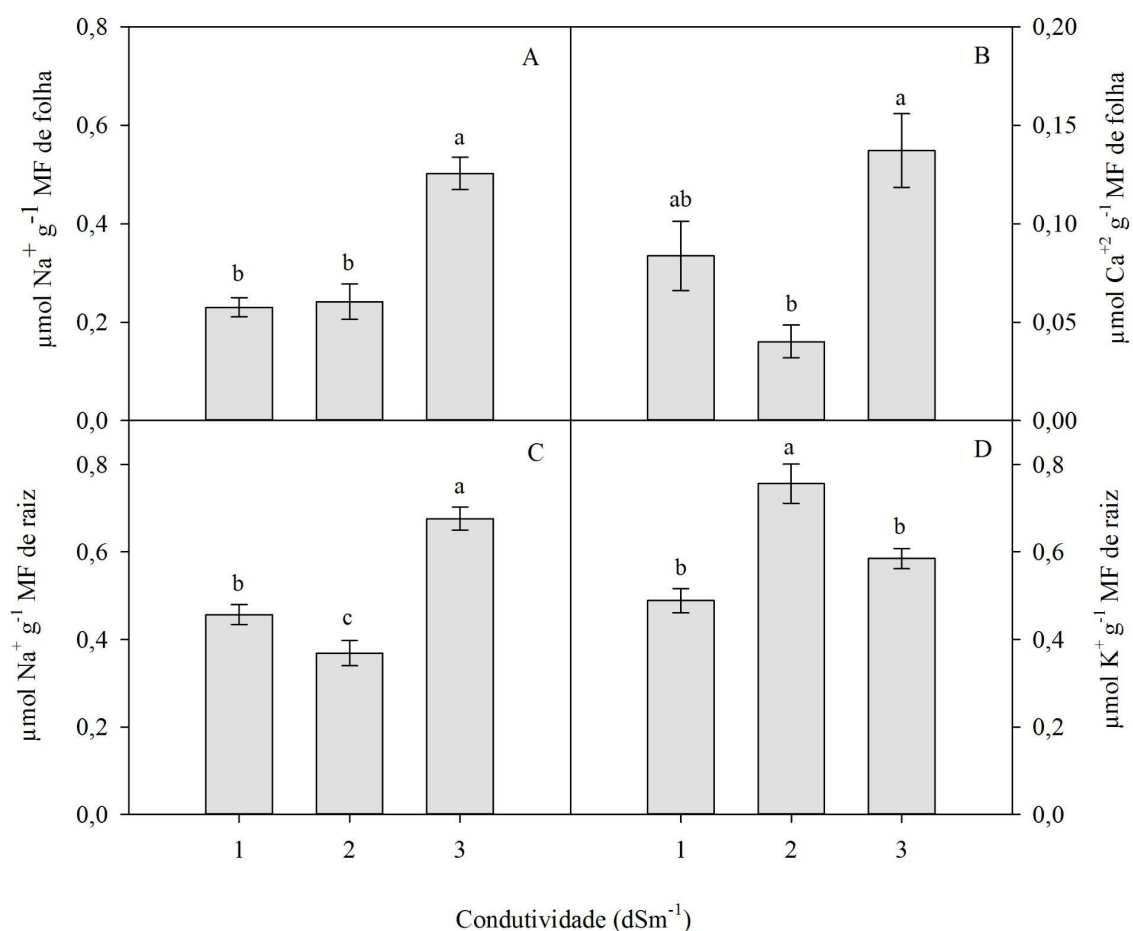 0,8
0,6
0,4
0,2
0,0
µmol Na+ g-1 MF de folha
A
b
b
a
0,20
0,15
0,10
0,05
0,00
µmol Ca+2 g-1 MF de folha
B
ab
b
a
0,8
0,6
0,4
0,2
0,0
µmol Na+ g-1 MF de raiz
C
b
c
a
1
2
3
0,8
0,6
0,4
0,2
0,0
µmol K+ g-1 MF de raiz
D
b
a
b
1
2
3
Condutividade (dSm-1)